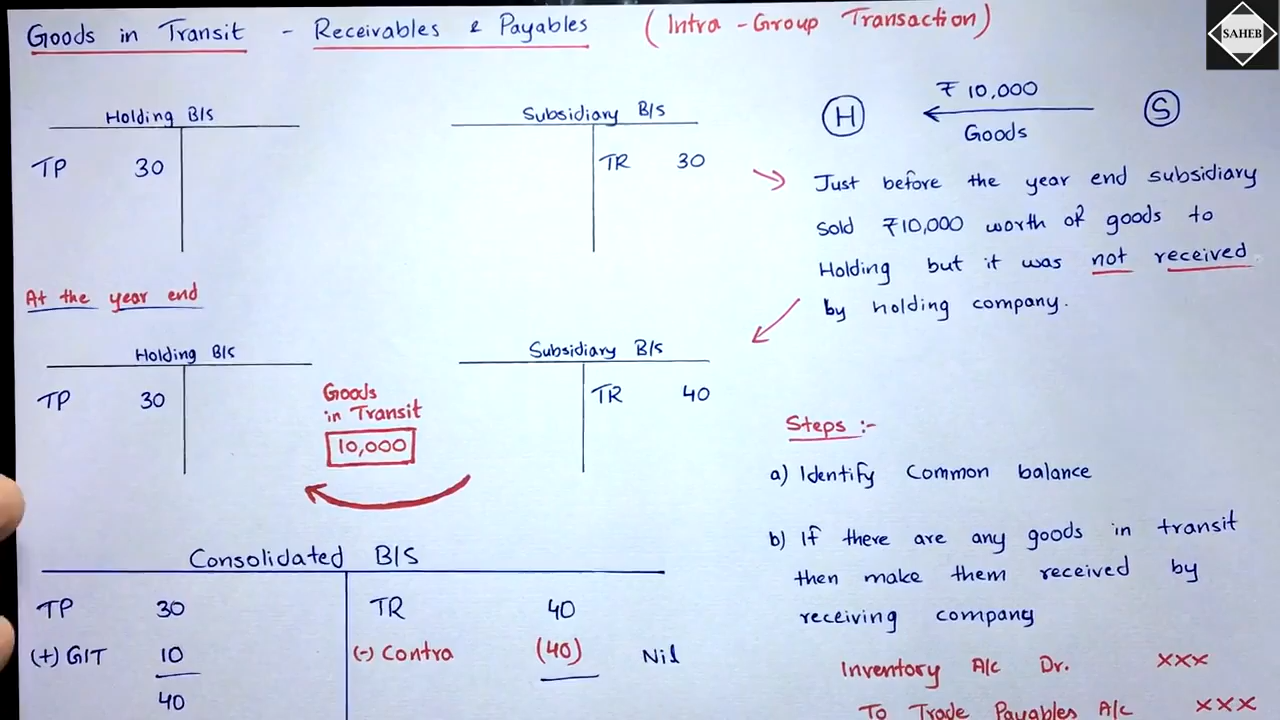 Goods in Transit - Receivables & Payables (Intra-Group Transaction)
SAHEB
Holding B/S
TP 30
Subsidiary B/S
TR 30
H ₹10,000 S
Goods
Just before the year end subsidiary
sold ₹10,000 worth of goods to
Holding but it was not received
by holding company.
At the year end
Holding B/S
TP 30
Goods
in Transit
10,000
Subsidiary B/S
TR 40
Steps :-
a) Identify Common balance
b) If there are any goods in transit
then make them received by
receiving company
Inventory A/c Dr. xxx
To Trade Payables A/c xxx
Consolidated B/S
TP 30 TR 40
(+) GIT 10 (-) Contra (40) Nil
40